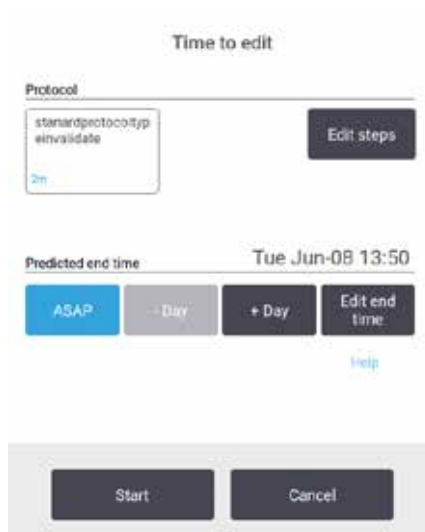 Time to edit
Protocol
stanardprotocoltyp
einvalidate
Edit steps
2m
Predicted end time
Tue Jun-08 13:50
ASAP
- Day
+ Day
Edit end
time
Help
Start
Cancel